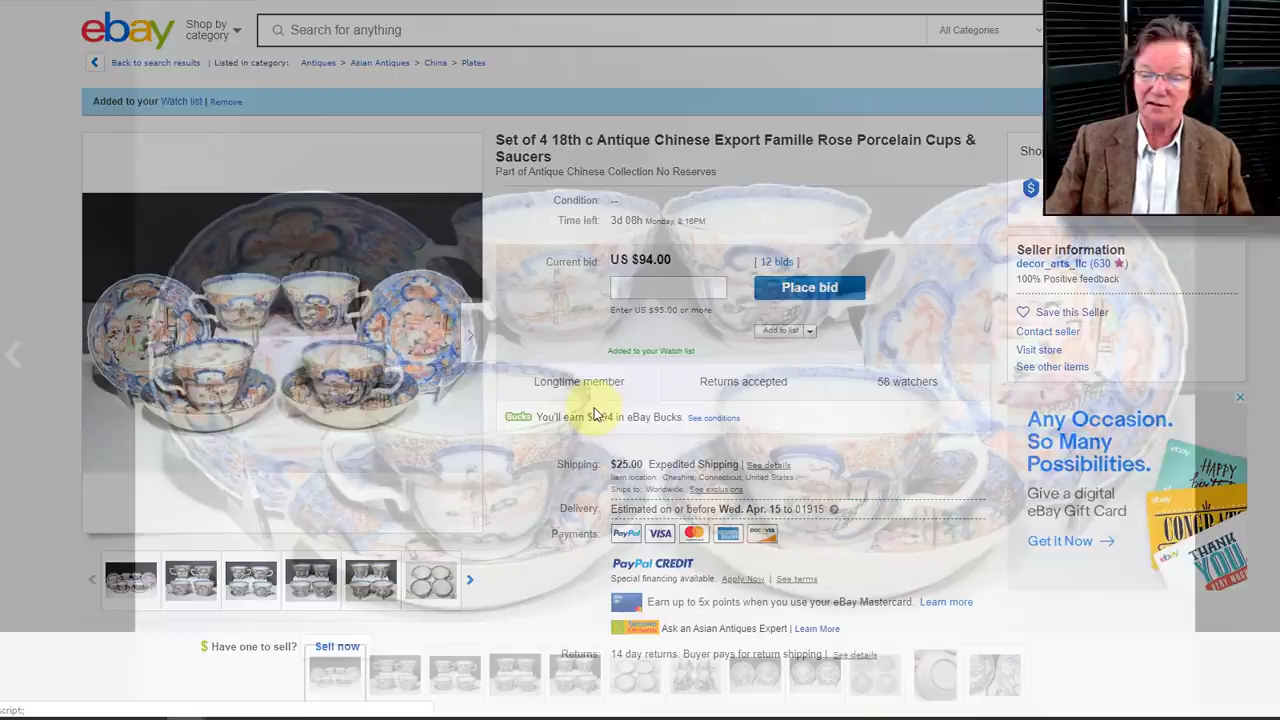 ebay
Shop by category
Search for anything
All Categories
Back to search results | Listed in category: Antiques > Asian Antiques > China > Plates
Added to your Watch list | Remove
Set of 4 18th c Antique Chinese Export Famille Rose Porcelain Cups &
Saucers
Part of Antique Chinese Collection No Reserves
Condition: --
Time left: 3d 08h Monday, 8:16PM
Current bid: US $94.00 [ 12 bids ]
Place bid
Enter US $95.00 or more
Add to list
Added to your Watch list
Longtime member Returns accepted 58 watchers
Bucks You'll earn in eBay Bucks. See conditions
Shipping: $25.00 Expedited Shipping | See details
Item location: Cheshire, Connecticut, United States
Ships to: Worldwide See exclusions
Delivery: Estimated on or before Wed. Apr. 15 to 01915
Payments: PayPal VISA DISCOVER
PayPal CREDIT
Special financing available. Apply Now | See terms
Earn up to 5x points when you use your eBay Mastercard. Learn more
Ask an Asian Antiques Expert | Learn More
Returns: 14 day returns. Buyer pays for return shipping | See details
$ Have one to sell? Sell now
Seller information
decor_arts_llc (630 )
100% Positive feedback
Save this Seller
Contact seller
Visit store
See other items
Any Occasion.
So Many
Possibilities.
Give a digital
eBay Gift Card
Get It Now
ebay
HAPPY
THANK
YOU